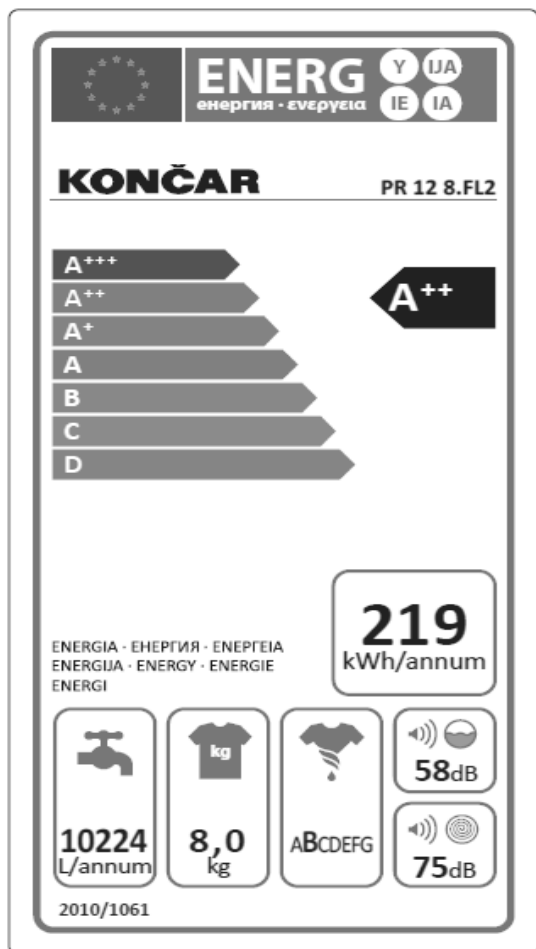 ENERG
енергия · ενεργεια
Y IJA
IE IA
KONČAR
PR 12 8.FL2
A+++
A++
A+
A
B
C
D
A++
219
kWh/annum
ENERGIA · ЕНЕРГИЯ · ΕΝΕΡΓΕΙΑ
ENERGIJA · ENERGY · ENERGIE
ENERGI
10224
L/annum
kg
8,0
kg
ABCDEFG
58dB
75dB
2010/1061